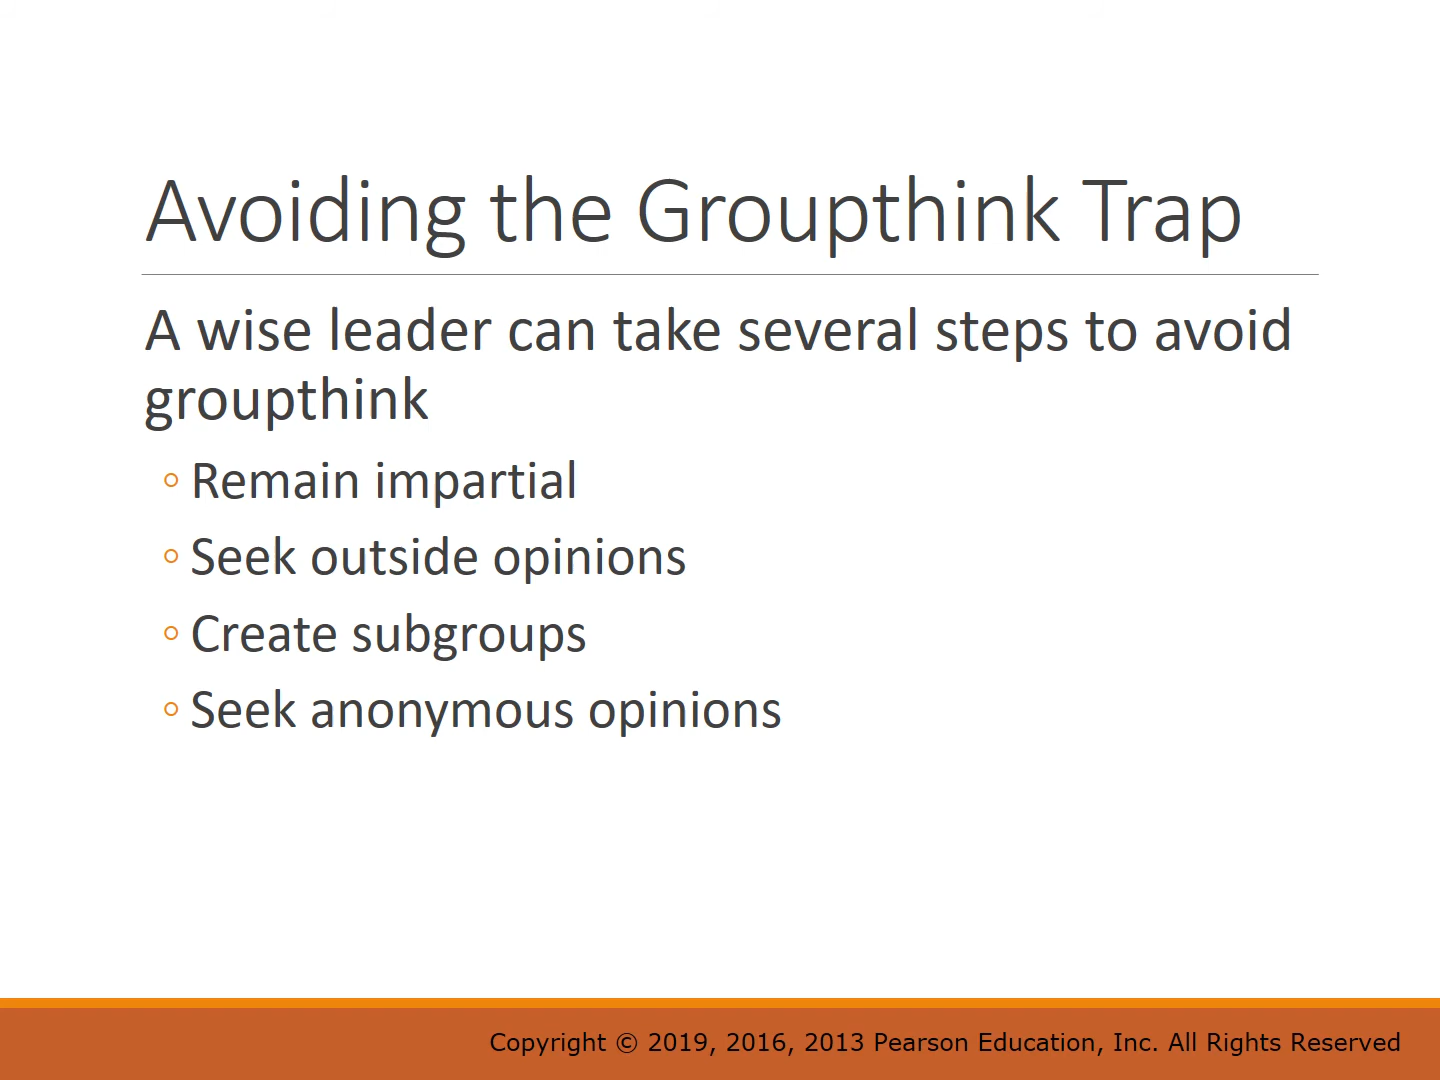 Avoiding the Groupthink Trap
A wise leader can take several steps to avoid
groupthink
◦ Remain impartial
◦ Seek outside opinions
◦ Create subgroups
◦ Seek anonymous opinions
Copyright © 2019, 2016, 2013 Pearson Education, Inc. All Rights Reserved